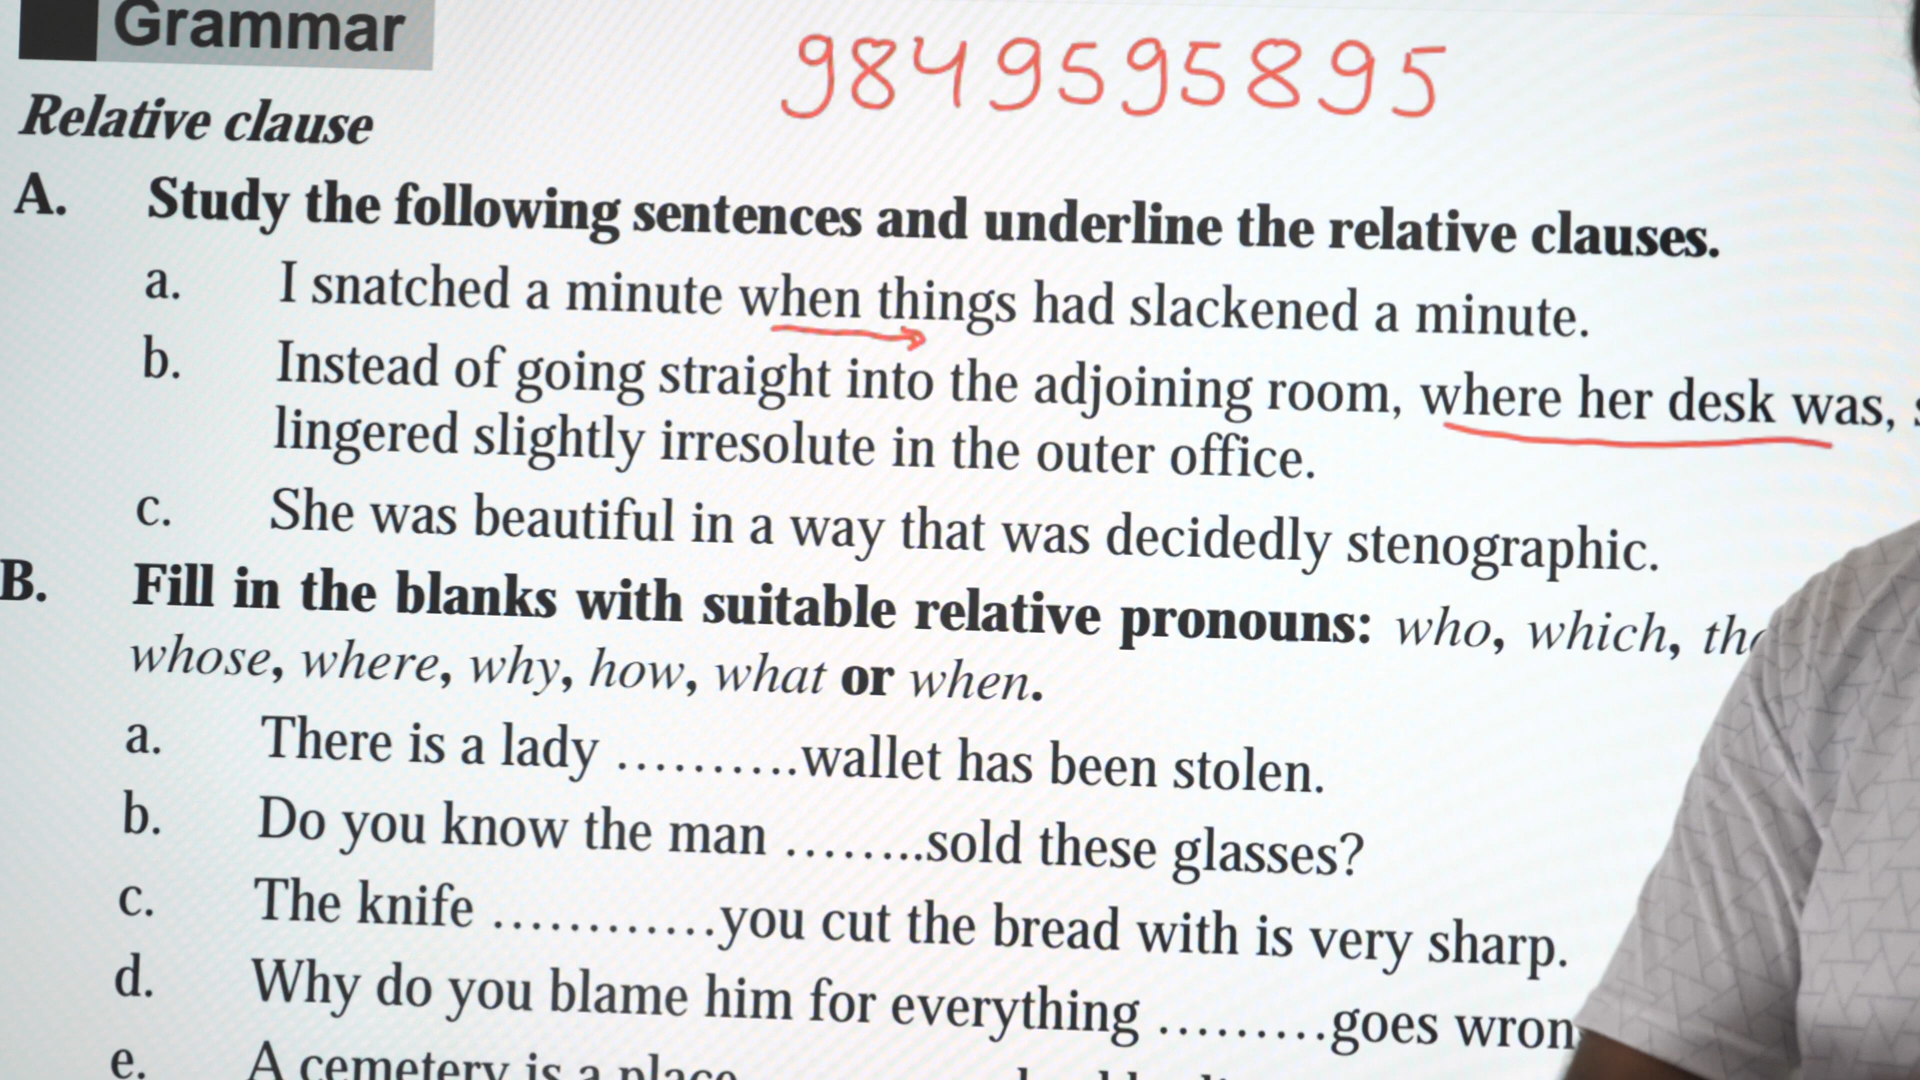 Grammar
9849595895
Relative clause
A. Study the following sentences and underline the relative clauses.
a. I snatched a minute when things had slackened a minute.
b. Instead of going straight into the adjoining room, where her desk was,
lingered slightly irresolute in the outer office.
c. She was beautiful in a way that was decidedly stenographic.
B. Fill in the blanks with suitable relative pronouns: who, which,
whose, where, why, how, what or when.
a. There is a lady ..........wallet has been stolen.
b. Do you know the man ........sold these glasses?
c. The knife ............you cut the bread with is very sharp.
d. Why do you blame him for everything .........goes wron
e. A cemetery is a place